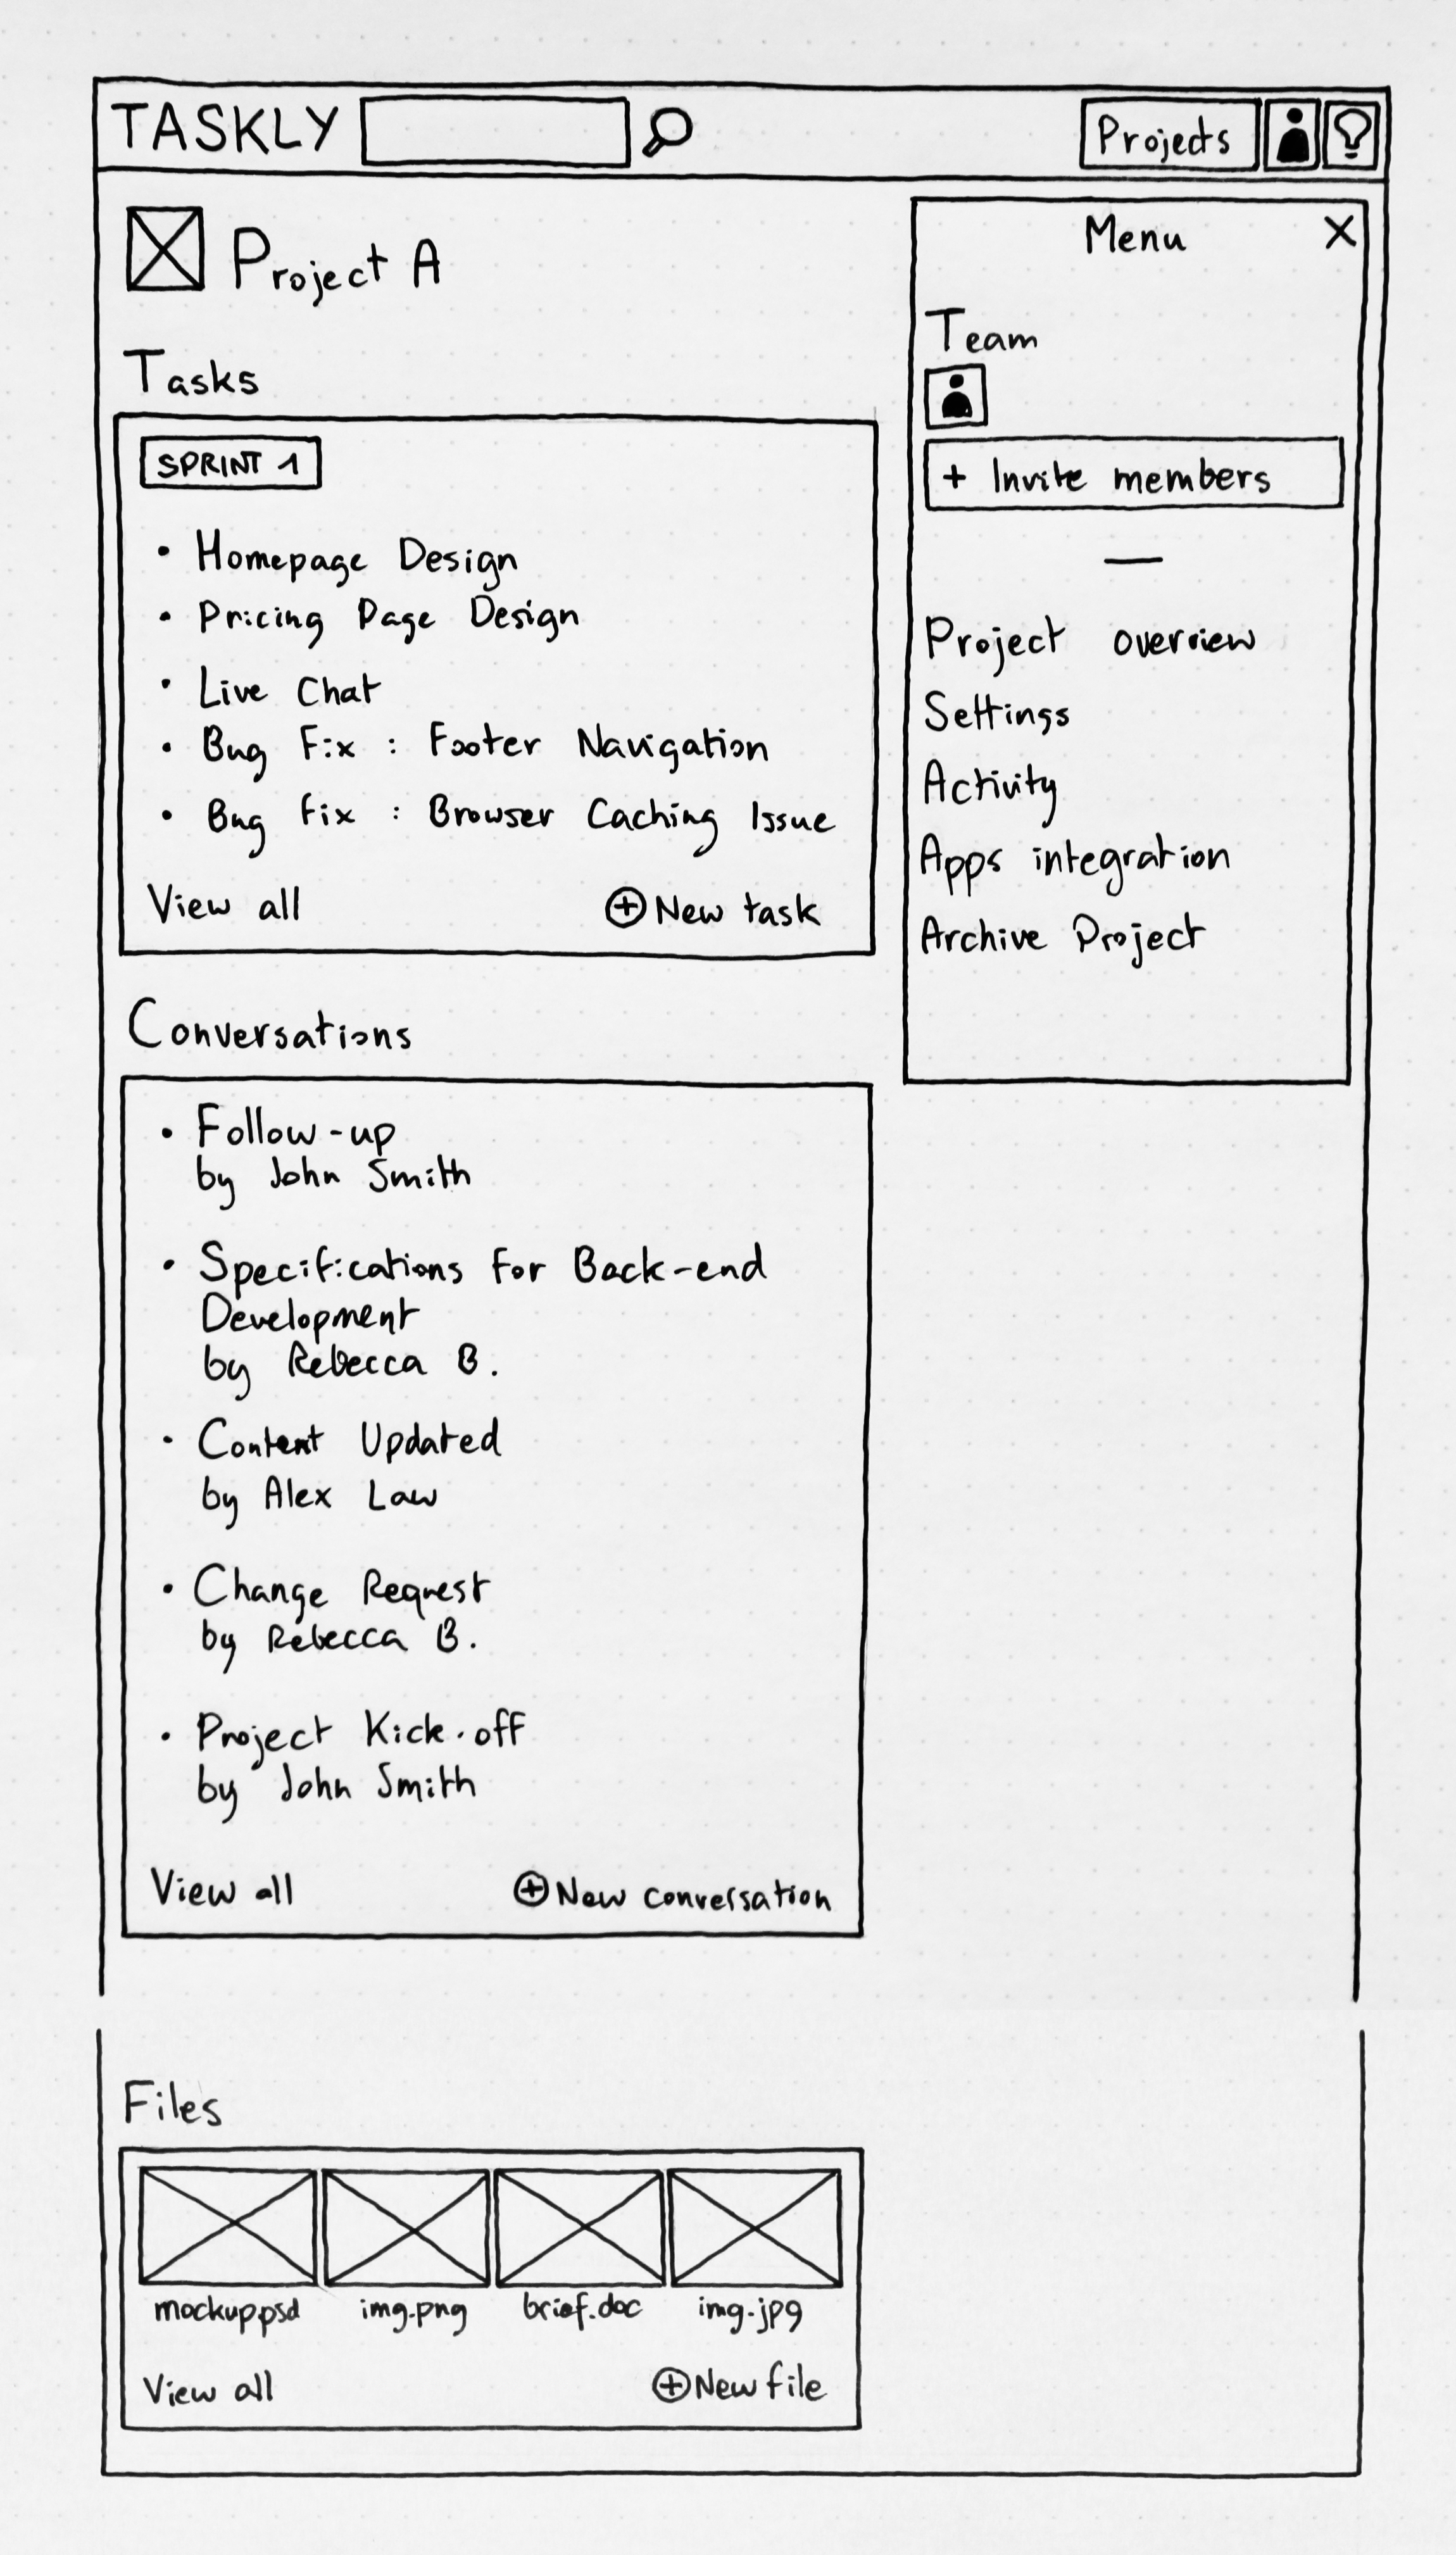 TASKLY
Projects
Project A
Tasks
SPRINT 1
• Homepage Design
• Pricing Page Design
• Live Chat
• Bug Fix : Footer Navigation
• Bug Fix : Browser Caching Issue
View all
+ New task
Conversations
• Follow-up
by John Smith
• Specifications for Back-end
Development
by Rebecca B.
• Content Updated
by Alex Law
• Change Request
by Rebecca B.
• Project Kick-off
by John Smith
View all
+ New conversation
Menu X
Team
+ Invite members
Project overview
Settings
Activity
Apps integration
Archive Project
Files
mockup.psd
img.png
brief.doc
img.jpg
View all
+ New file